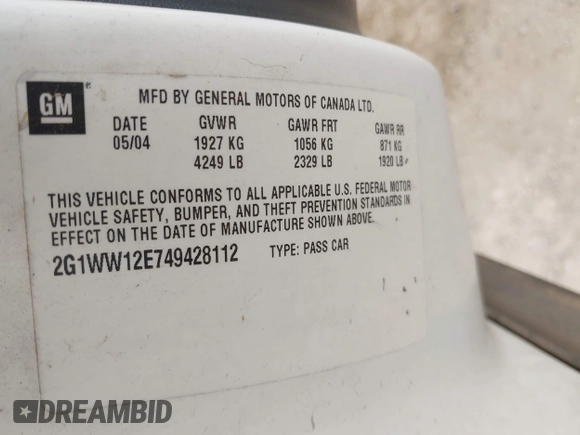 GM ®
MFD BY GENERAL MOTORS OF CANADA LTD.
DATE GVWR GAWR FRT GAWR RR
05/04 1927 KG 1056 KG 871 KG
4249 LB 2329 LB 1920 LB
THIS VEHICLE CONFORMS TO ALL APPLICABLE U.S. FEDERAL MOTOR
VEHICLE SAFETY, BUMPER, AND THEFT PREVENTION STANDARDS IN
EFFECT ON THE DATE OF MANUFACTURE SHOWN ABOVE.
2G1WW12E749428112 TYPE: PASS CAR
DREAMBID